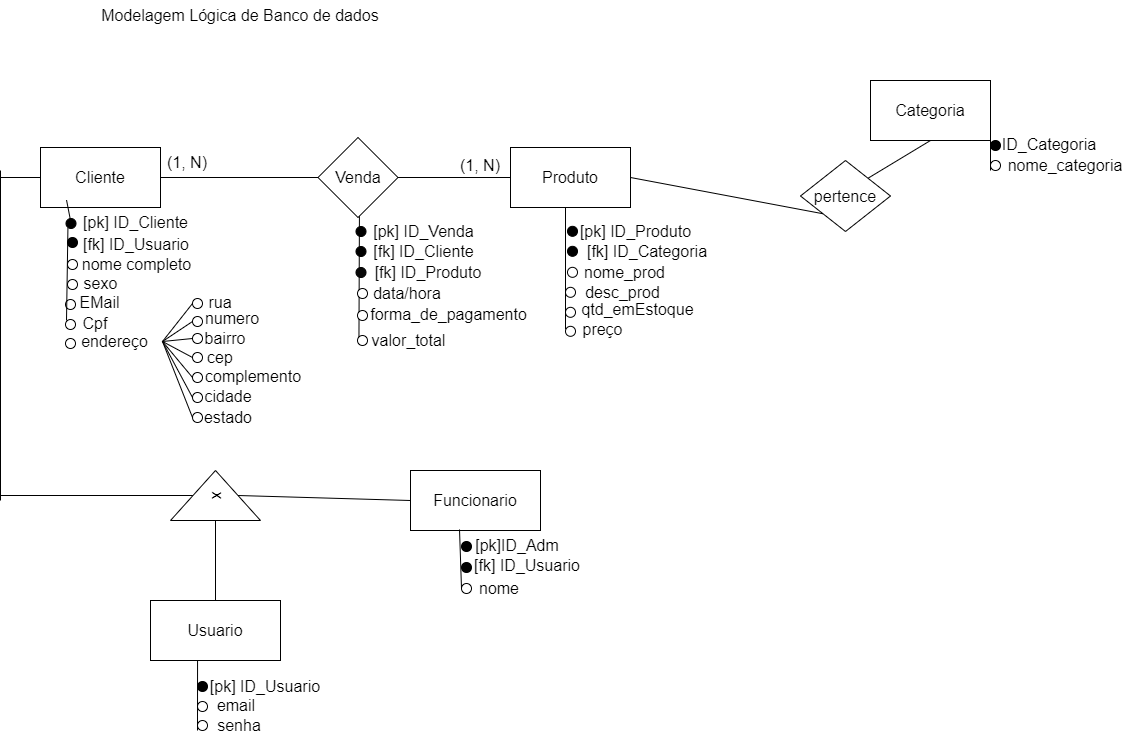 Modelagem Lógica de Banco de dados
Cliente
(1, N)
Venda
(1, N)
Produto
pertence
Categoria
ID_Categoria
nome_categoria
[pk] ID_Cliente
[fk] ID_Usuario
nome completo
sexo
EMail
Cpf
endereço
rua
numero
bairro
cep
complemento
cidade
estado
[pk] ID_Venda
[fk] ID_Cliente
[fk] ID_Produto
data/hora
forma_de_pagamento
valor_total
[pk] ID_Produto
[fk] ID_Categoria
nome_prod
desc_prod
qtd_emEstoque
preço
x
Funcionario
[pk]ID_Adm
[fk] ID_Usuario
nome
Usuario
[pk] ID_Usuario
email
senha